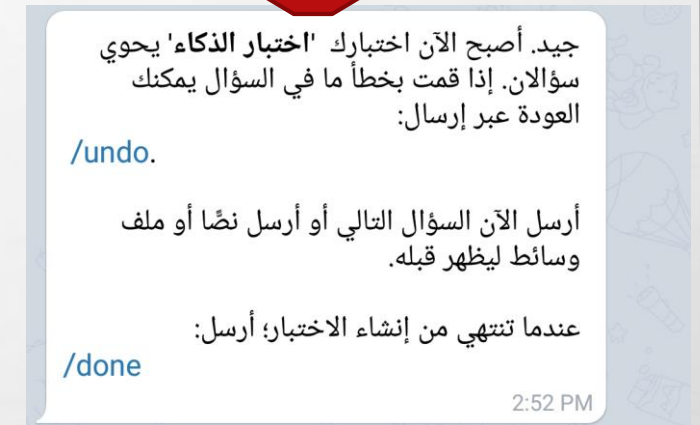 جيد. أصبح الآن اختبارك 'اختبار الذكاء' يحوي
سؤالان. إذا قمت بخطأ ما في السؤال يمكنك
العودة عبر إرسال:
/undo.
أرسل الآن السؤال التالي أو أرسل نصًّا أو ملف
وسائط ليظهر قبله.
عندما تنتهي من إنشاء الاختبار؛ أرسل:
/done
2:52 PM